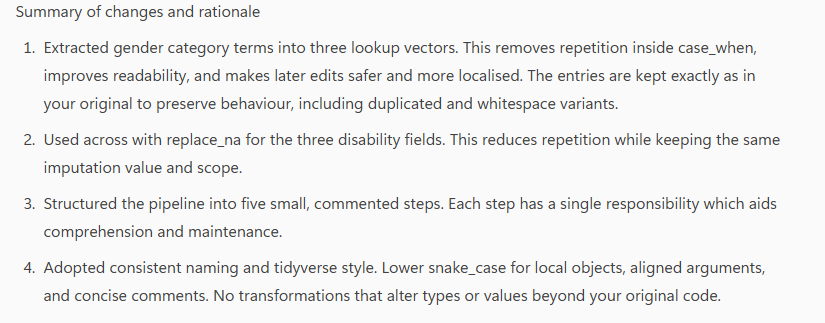 Summary of changes and rationale
1. Extracted gender category terms into three lookup vectors. This removes repetition inside case_when,
improves readability, and makes later edits safer and more localised. The entries are kept exactly as in
your original to preserve behaviour, including duplicated and whitespace variants.
2. Used across with replace_na for the three disability fields. This reduces repetition while keeping the same
imputation value and scope.
3. Structured the pipeline into five small, commented steps. Each step has a single responsibility which aids
comprehension and maintenance.
4. Adopted consistent naming and tidyverse style. Lower snake_case for local objects, aligned arguments,
and concise comments. No transformations that alter types or values beyond your original code.